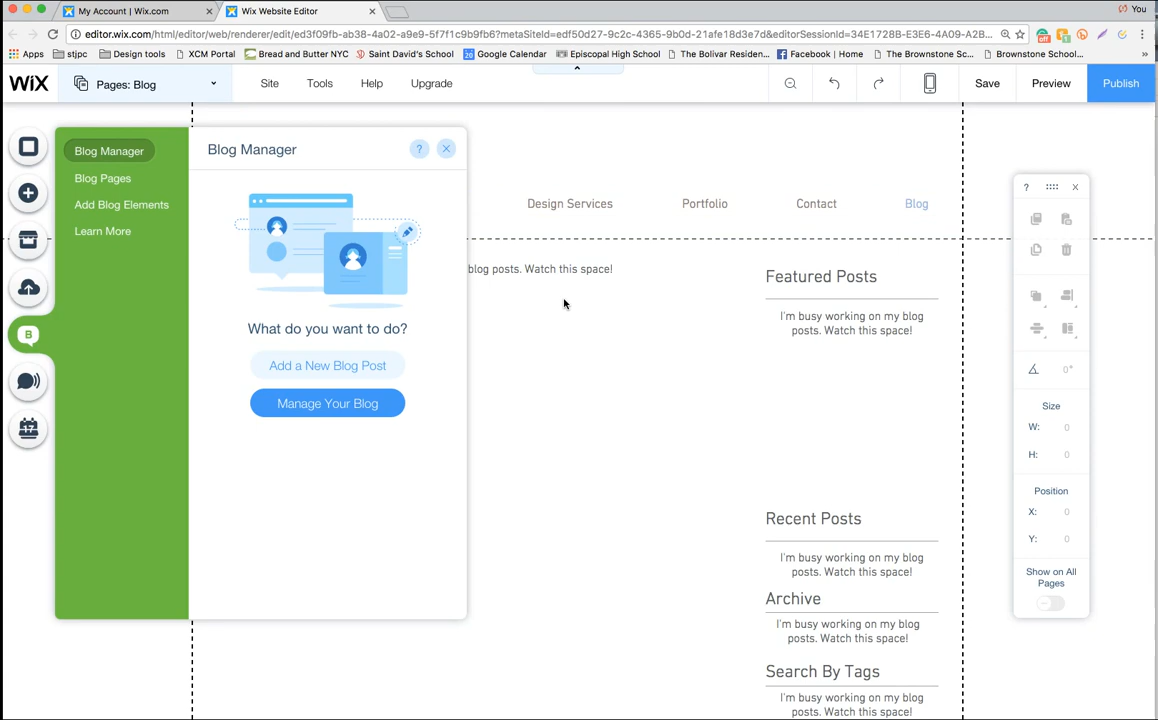 My Account | Wix.com
Wix Website Editor
You
editor.wix.com/html/editor/web/renderer/edit/ed3f09fb-ab38-4a02-a9e9-5f7f1c9b9fb6?metaSiteId=edf50d27-9c2c-4365-9b0d-21afe18d3e7d&editorSessionId=34E1728B-E3E6-4A09-A2B...
Apps
stjpc
Design tools
XCM Portal
Bread and Butter NYC
Saint David's School
Google Calendar
Episcopal High School
The Bolivar Residen...
Facebook | Home
The Brownstone Sc...
Brownstone School...
»
WiX
Pages: Blog
Site
Tools
Help
Upgrade
Save
Preview
Publish
Blog Manager
Blog Pages
Add Blog Elements
Learn More
Blog Manager
?
What do you want to do?
Add a New Blog Post
Manage Your Blog
B
17
Design Services
Portfolio
Contact
Blog
blog posts. Watch this space!
Featured Posts
I'm busy working on my blog
posts. Watch this space!
Recent Posts
I'm busy working on my blog
posts. Watch this space!
Archive
I'm busy working on my blog
posts. Watch this space!
Search By Tags
I'm busy working on my blog
posts. Watch this space!
?
0°
Size
W: 0
H: 0
Position
X: 0
Y: 0
Show on All
Pages